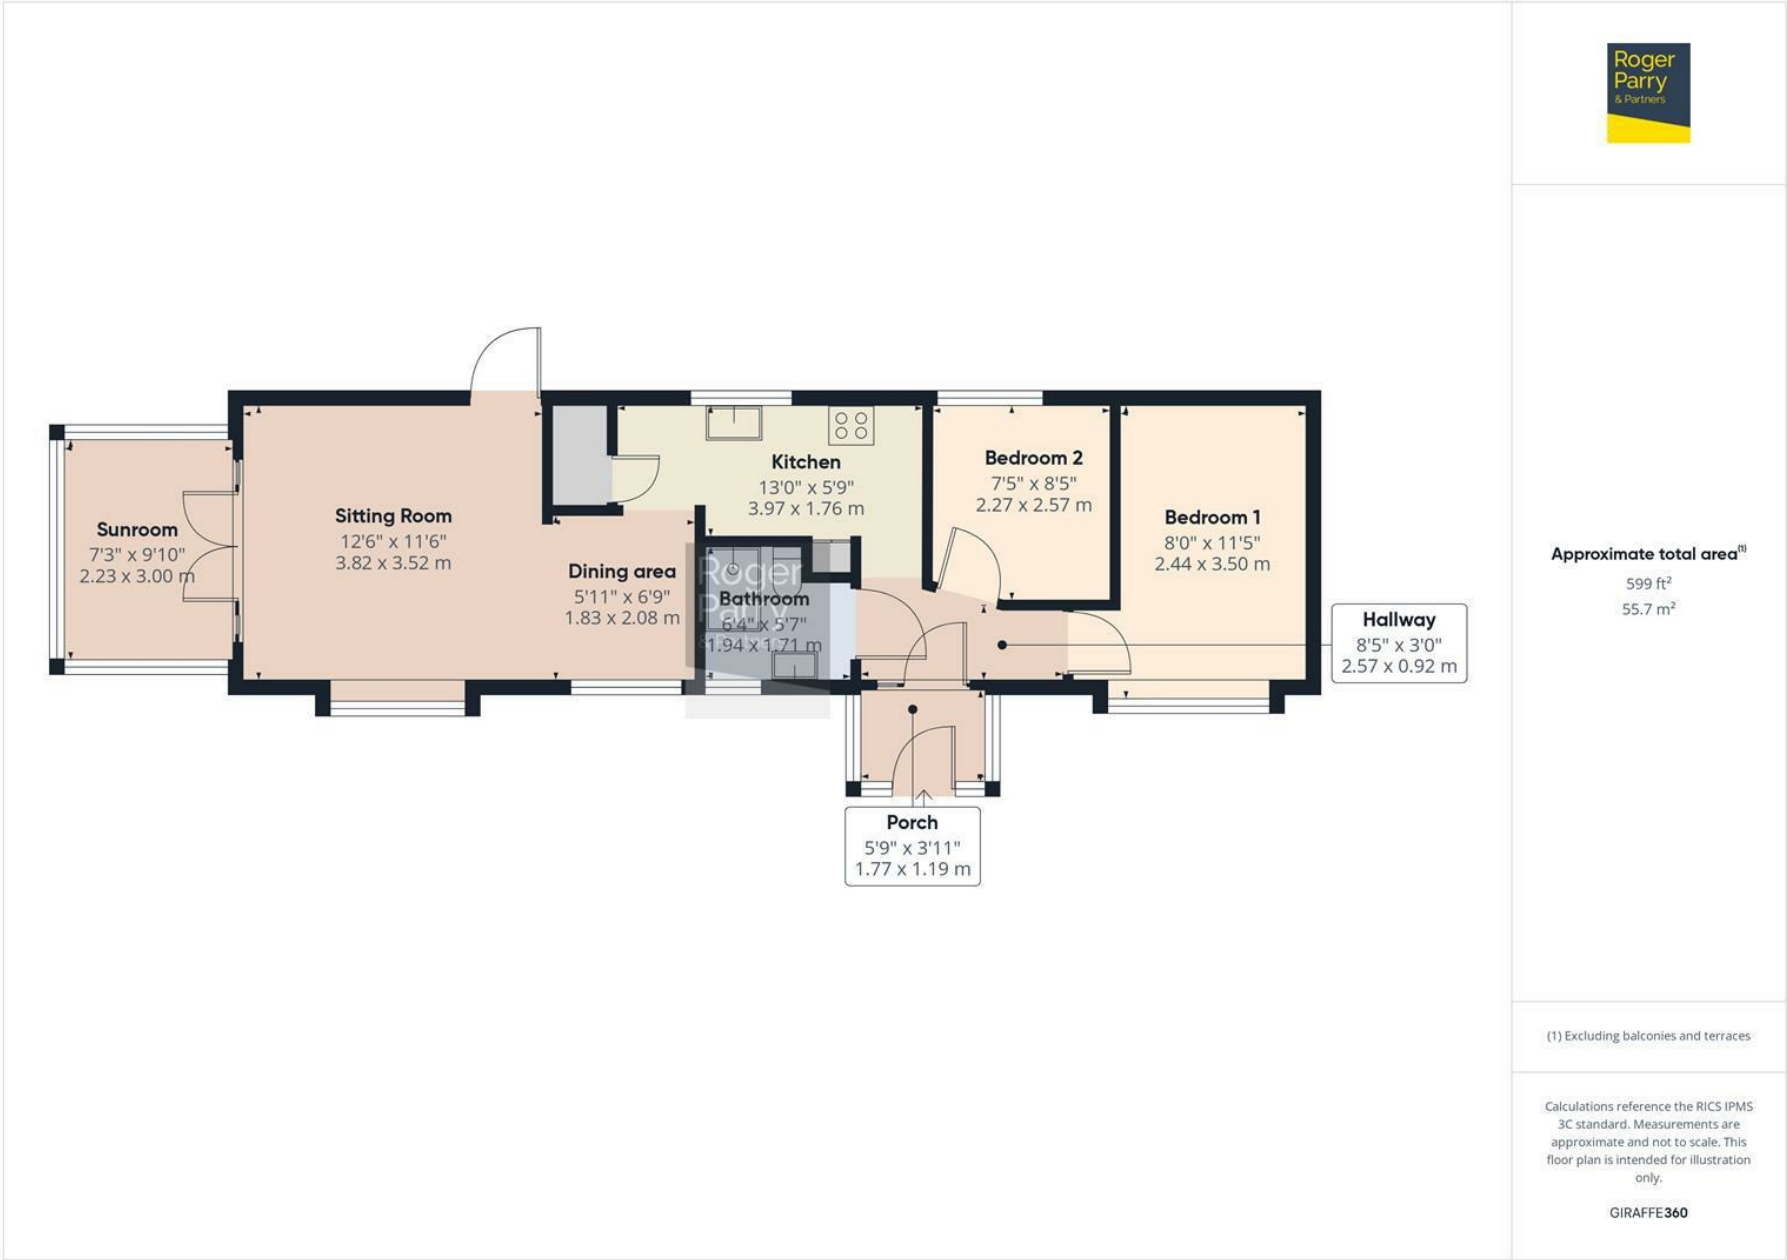 Roger
Parry
& Partners
Sunroom
7'3" x 9'10"
2.23 x 3.00 m
Sitting Room
12'6" x 11'6"
3.82 x 3.52 m
Dining area
5'11" x 6'9"
1.83 x 2.08 m
Kitchen
13'0" x 5'9"
3.97 x 1.76 m
Roger
Parry
& Partners
Bathroom
6'4" x 5'7"
1.94 x 1.71 m
Bedroom 2
7'5" x 8'5"
2.27 x 2.57 m
Bedroom 1
8'0" x 11'5"
2.44 x 3.50 m
Hallway
8'5" x 3'0"
2.57 x 0.92 m
Porch
5'9" x 3'11"
1.77 x 1.19 m
Approximate total area(1)
599 ft²
55.7 m²
(1) Excluding balconies and terraces
Calculations reference the RICS IPMS
3C standard. Measurements are
approximate and not to scale. This
floor plan is intended for illustration
only.
GIRAFFE360